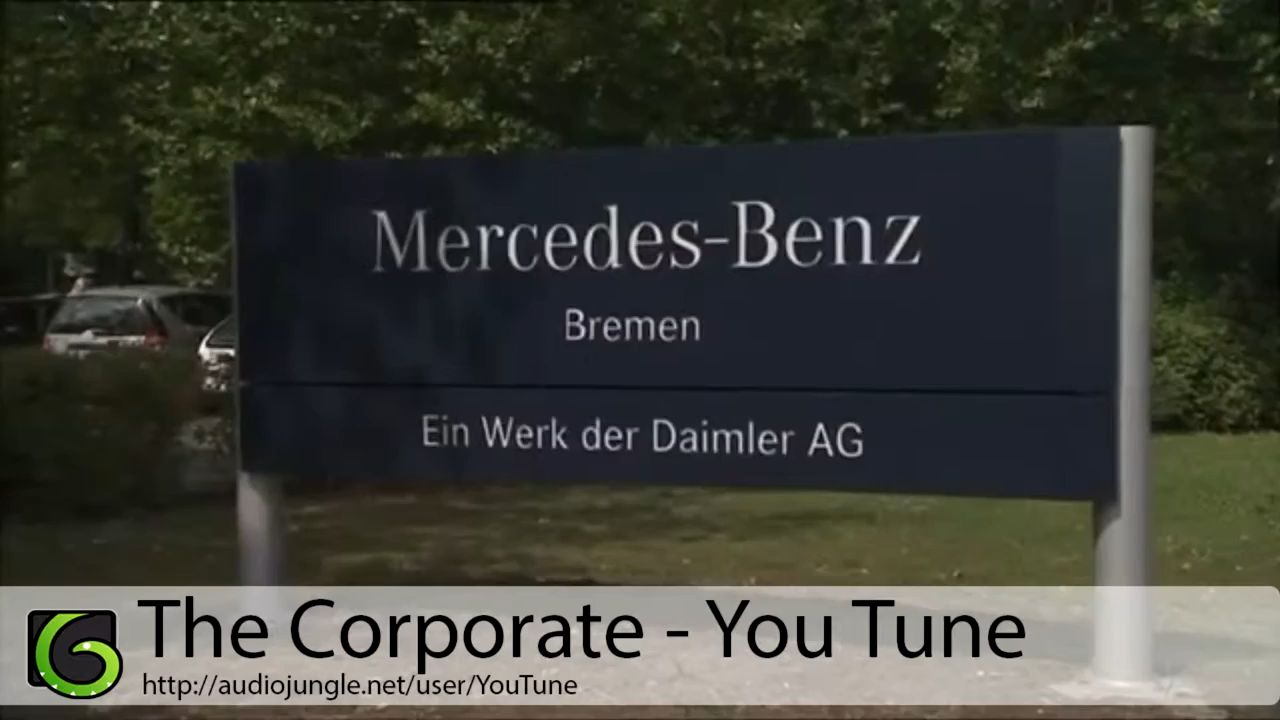 Mercedes-Benz
Bremen
Ein Werk der Daimler AG
The Corporate - You Tune
http://audiojungle.net/user/YouTune